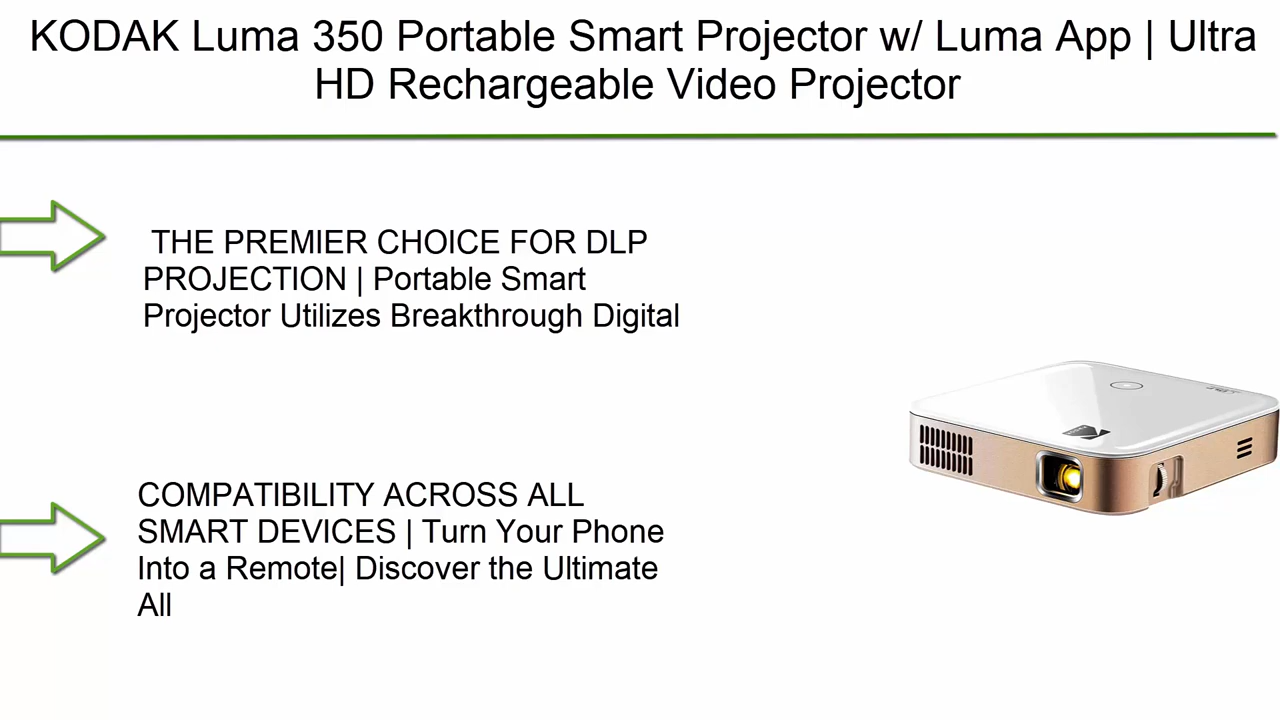 KODAK Luma 350 Portable Smart Projector w/ Luma App | Ultra
HD Rechargeable Video Projector
THE PREMIER CHOICE FOR DLP
PROJECTION | Portable Smart
Projector Utilizes Breakthrough Digital
COMPATIBILITY ACROSS ALL
SMART DEVICES | Turn Your Phone
Into a Remote| Discover the Ultimate
All